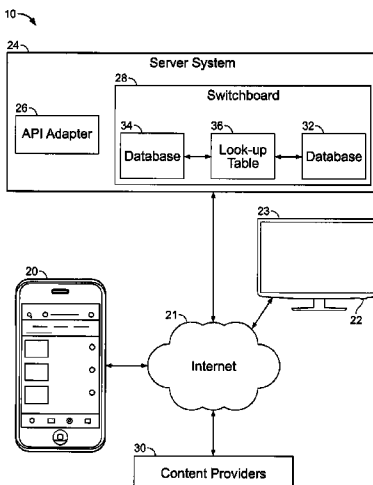 10
24
Server System
28
Switchboard
26
API Adapter
34
Database
36
Look-up
Table
32
Database
23
20
21
22
Internet
30
Content Providers